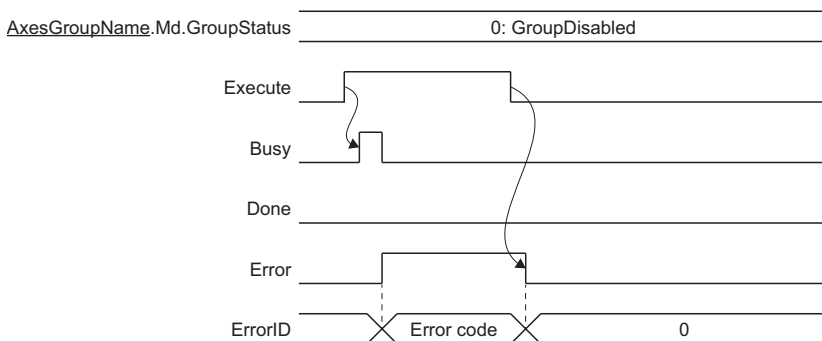 AxesGroupName.Md.GroupStatus 0: GroupDisabled
Execute
Busy
Done
Error
ErrorID Error code 0